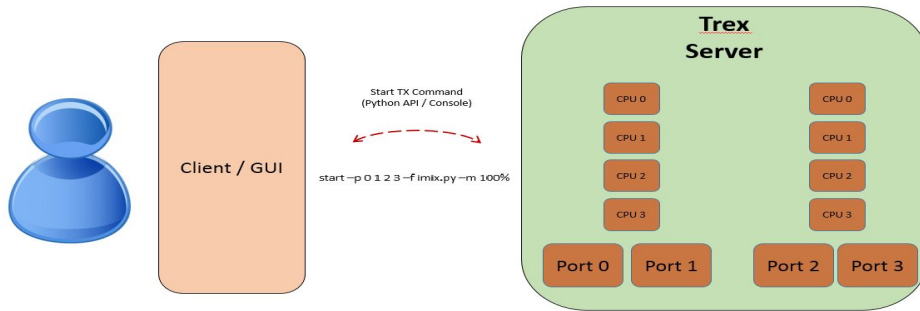 Trex
Server
Start TX Command
(Python API / Console)
Client / GUI
start –p 0 1 2 3 –f imix.py –m 100%
CPU 0
CPU 1
CPU 2
CPU 3
CPU 0
CPU 1
CPU 2
CPU 3
Port 0
Port 1
Port 2
Port 3